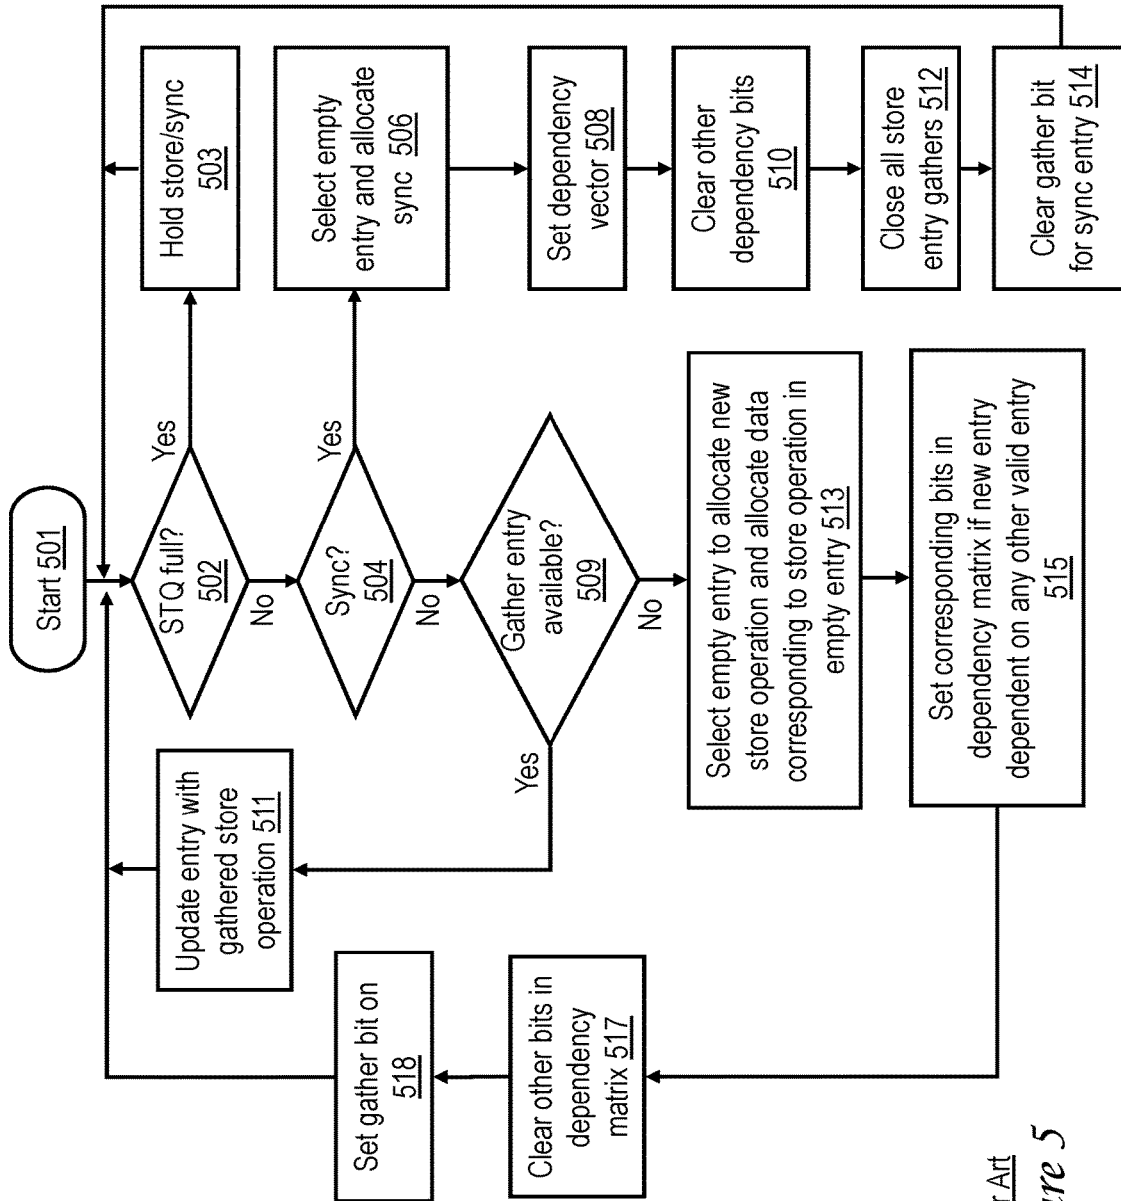 Start 501
STQ full?
502
Yes
No
Hold store/sync
503
Sync?
504
Yes
No
Select empty
entry and allocate
sync 506
Set dependency
vector 508
Clear other
dependency bits
510
Close all store
entry gathers 512
Clear gather bit
for sync entry 514
Gather entry
available?
509
Yes
No
Update entry with
gathered store
operation 511
Select empty entry to allocate new
store operation and allocate data
corresponding to store operation in
empty entry 513
Set corresponding bits in
dependency matrix if new entry
dependent on any other valid entry
515
Clear other bits in
dependency
matrix 517
Set gather bit on
518
Art
5